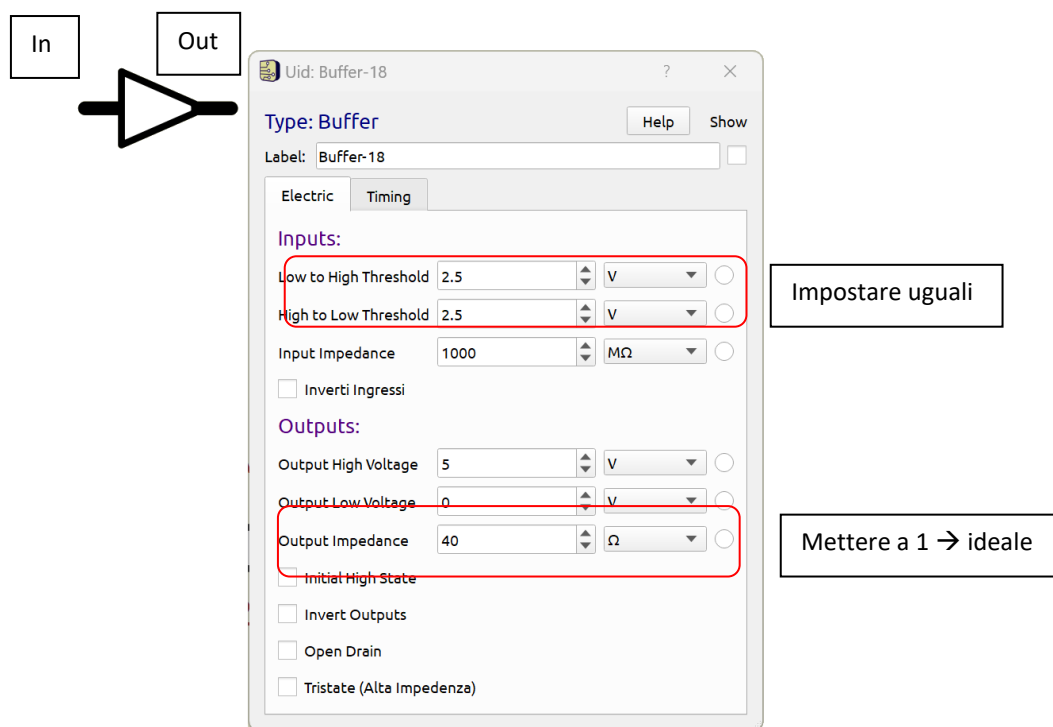 In
Out
Uid: Buffer-18 ? ×
Type: Buffer Help Show
Label: Buffer-18
Electric Timing
Inputs:
Low to High Threshold 2.5 V
High to Low Threshold 2.5 V
Impostare uguali
Input Impedance 1000 MΩ
Inverti Ingressi
Outputs:
Output High Voltage 5 V
Output Low Voltage 0 V
Output Impedance 40 Ω
Mettere a 1 → ideale
Initial High State
Invert Outputs
Open Drain
Tristate (Alta Impedenza)